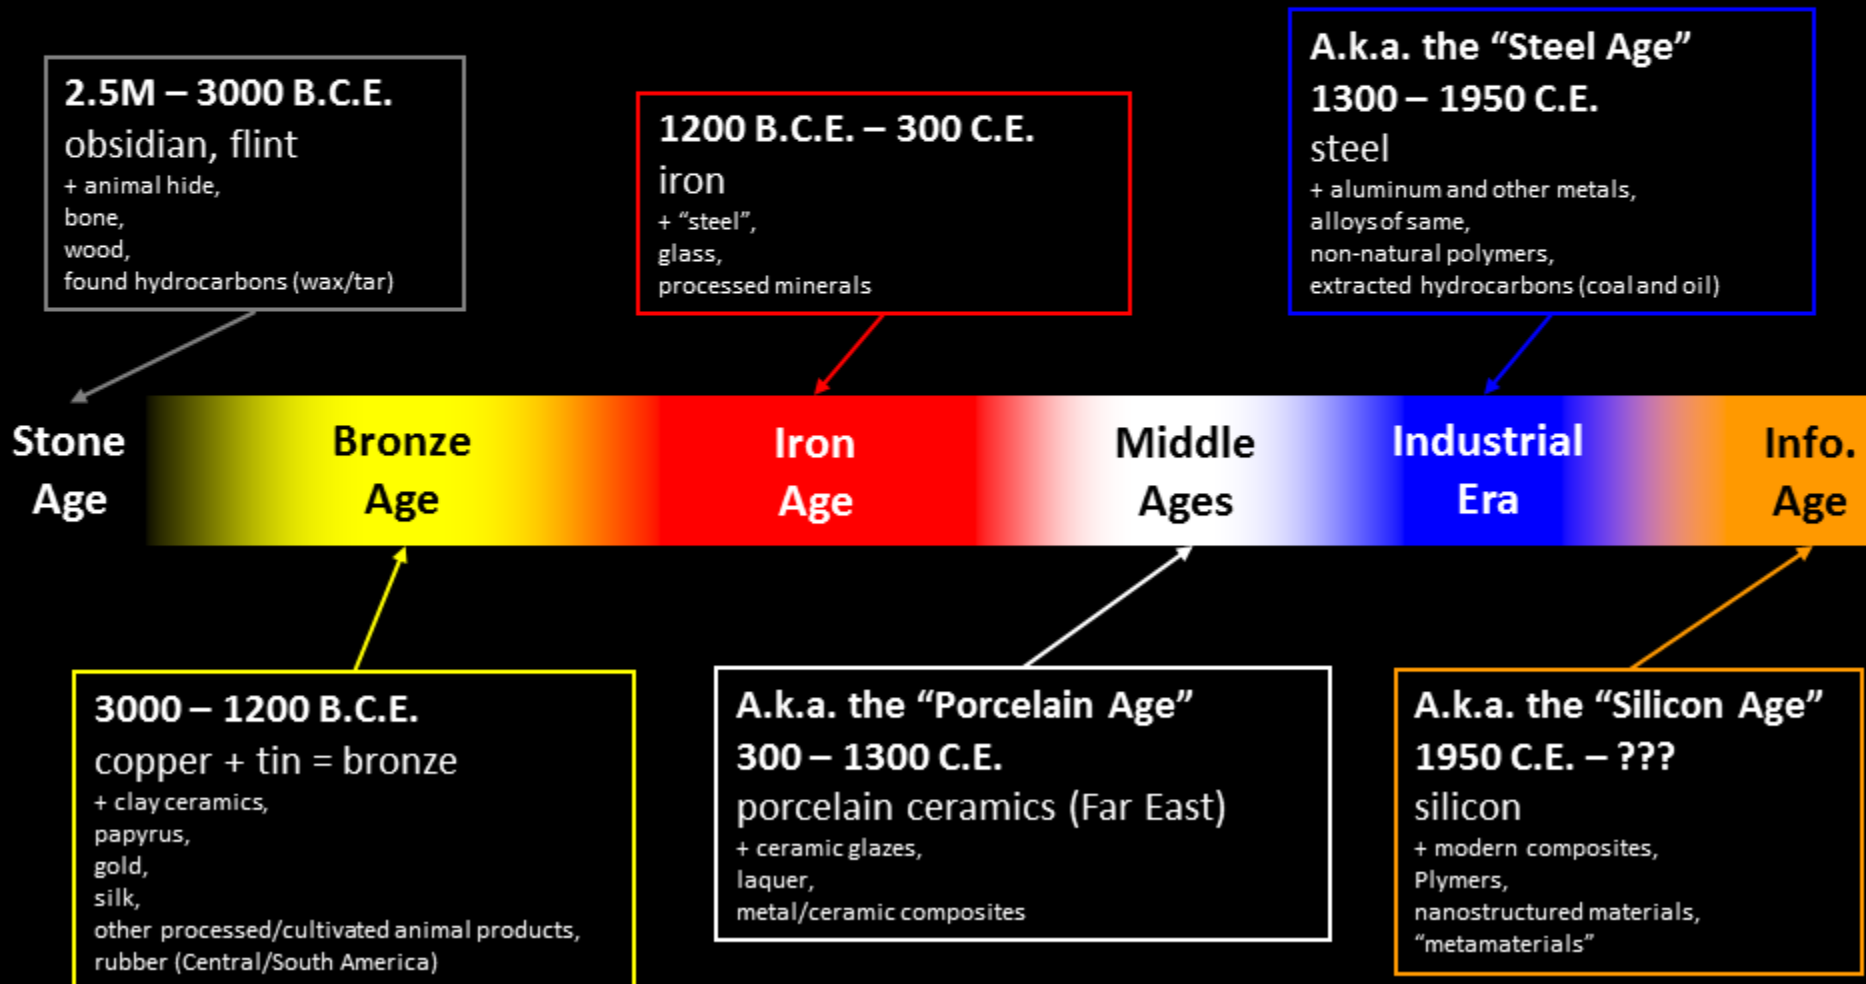 2.5M – 3000 B.C.E.
obsidian, flint
+ animal hide,
bone,
wood,
found hydrocarbons (wax/tar)
1200 B.C.E. – 300 C.E.
iron
+ “steel”,
glass,
processed minerals
A.k.a. the “Steel Age”
1300 – 1950 C.E.
steel
+ aluminum and other metals,
alloys of same,
non-natural polymers,
extracted hydrocarbons (coal and oil)
Stone
Age
Bronze
Age
Iron
Age
Middle
Ages
Industrial
Era
Info.
Age
3000 – 1200 B.C.E.
copper + tin = bronze
+ clay ceramics,
papyrus,
gold,
silk,
other processed/cultivated animal products,
rubber (Central/South America)
A.k.a. the “Porcelain Age”
300 – 1300 C.E.
porcelain ceramics (Far East)
+ ceramic glazes,
laquer,
metal/ceramic composites
A.k.a. the “Silicon Age”
1950 C.E. – ???
silicon
+ modern composites,
Plymers,
nanostructured materials,
“metamaterials”